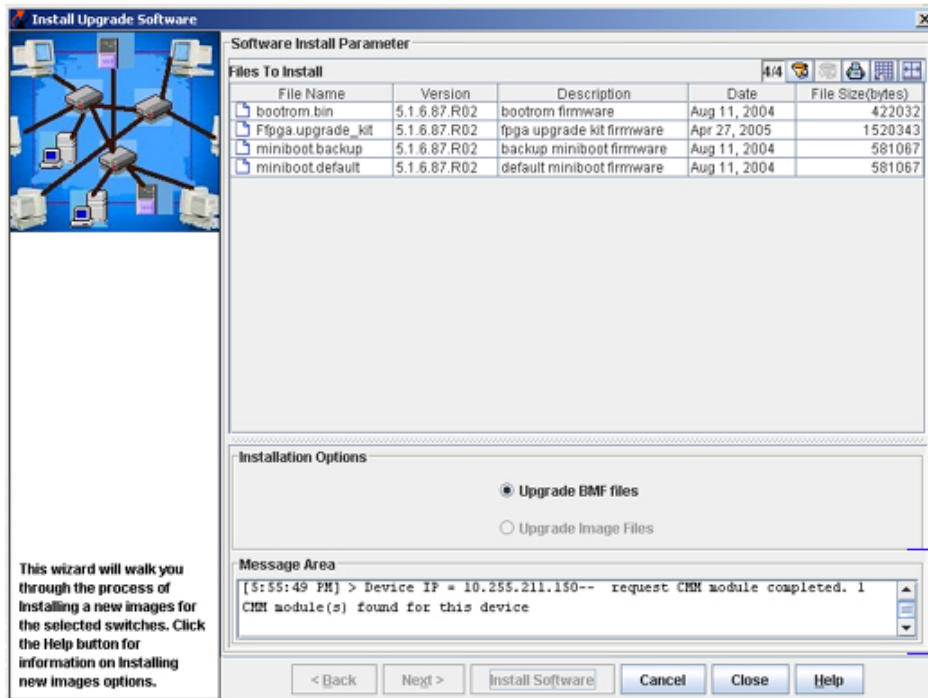 Install Upgrade Software
Software Install Parameter
Files To Install
4/4
File Name Version Description Date File Size(bytes)
bootrom.bin 5.1.6.87.R02 bootrom firmware Aug 11, 2004 422032
Ffpga.upgrade_kit 5.1.6.87.R02 fpga upgrade kit firmware Apr 27, 2005 1520343
miniboot.backup 5.1.6.87.R02 backup miniboot firmware Aug 11, 2004 581067
miniboot.default 5.1.6.87.R02 default miniboot firmware Aug 11, 2004 581067
Installation Options
Upgrade BMF files
Upgrade Image Files
Message Area
[5:55:49 PM] > Device IP = 10.255.211.150-- request CMM module completed. 1
CMM module(s) found for this device
This wizard will walk you
through the process of
Installing a new images for
the selected switches. Click
the Help button for
information on Installing
new images options.
< Back
Next >
Install Software
Cancel
Close
Help